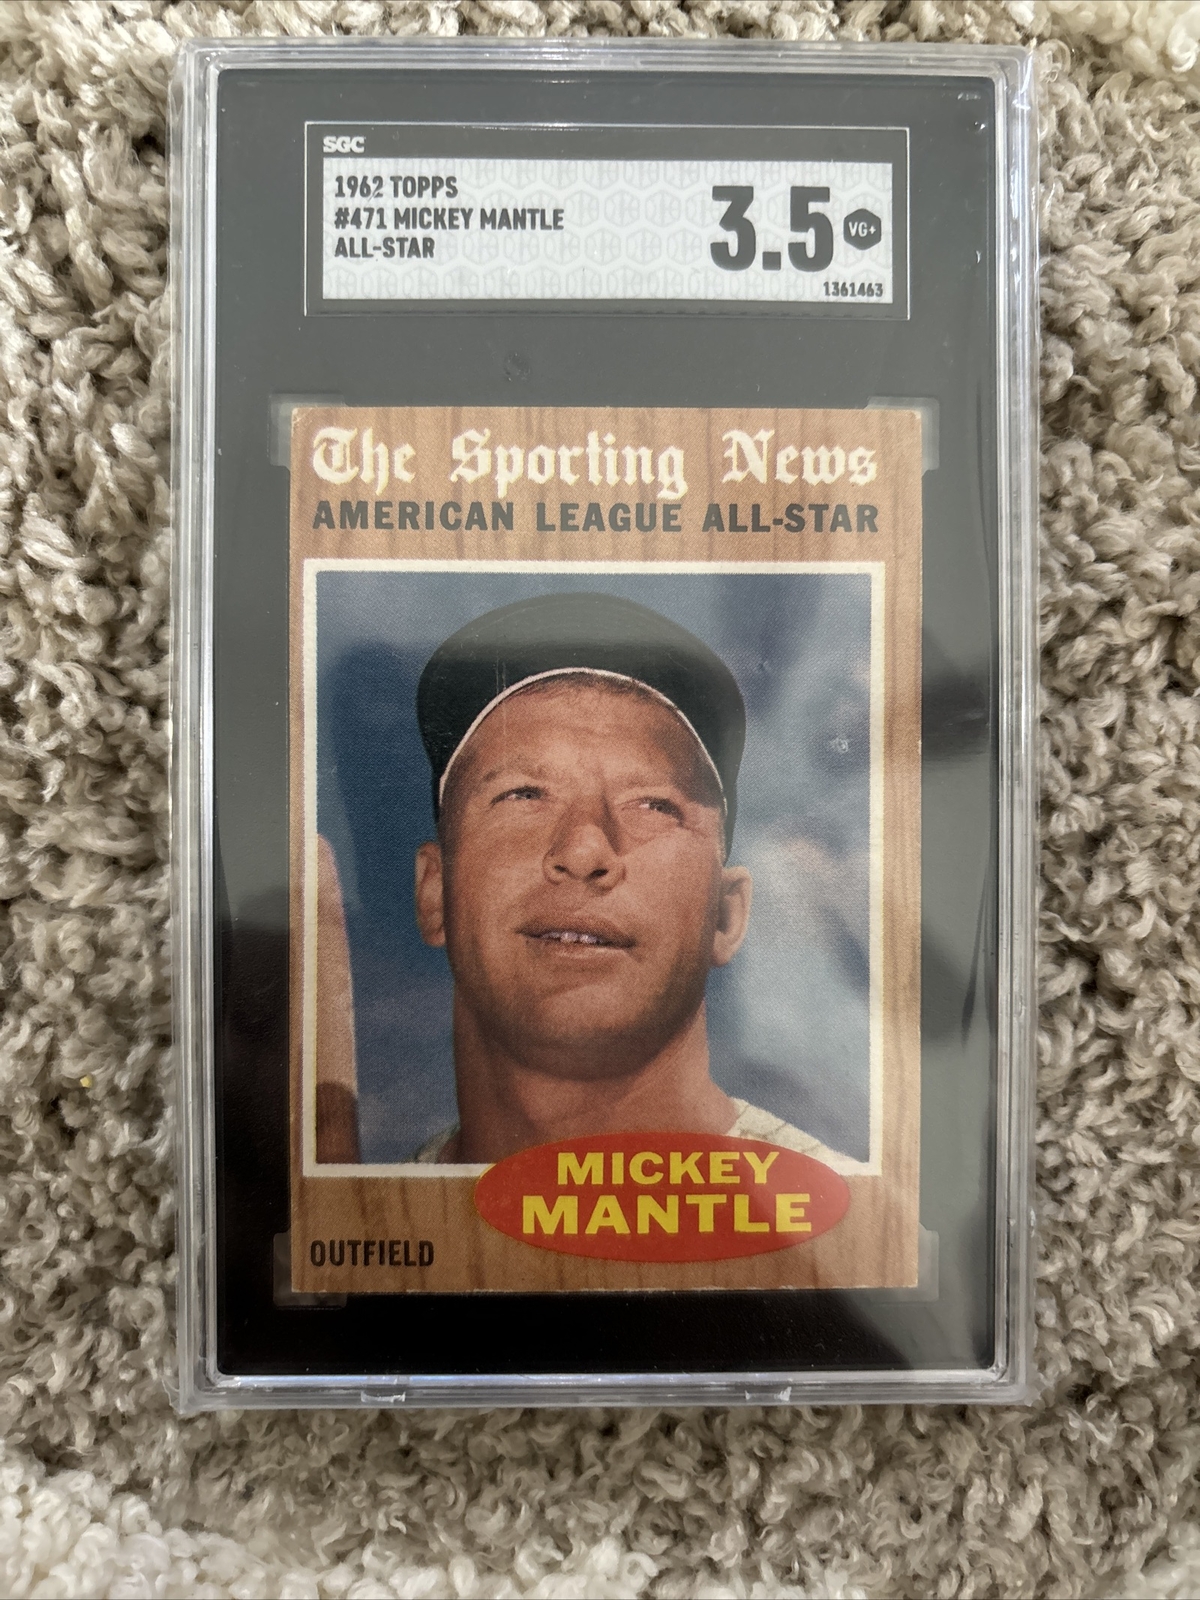 SGC
1962 TOPPS
#471 MICKEY MANTLE
ALL-STAR
3.5
VG+
1361463
The Sporting News
AMERICAN LEAGUE ALL-STAR
MICKEY
MANTLE
OUTFIELD